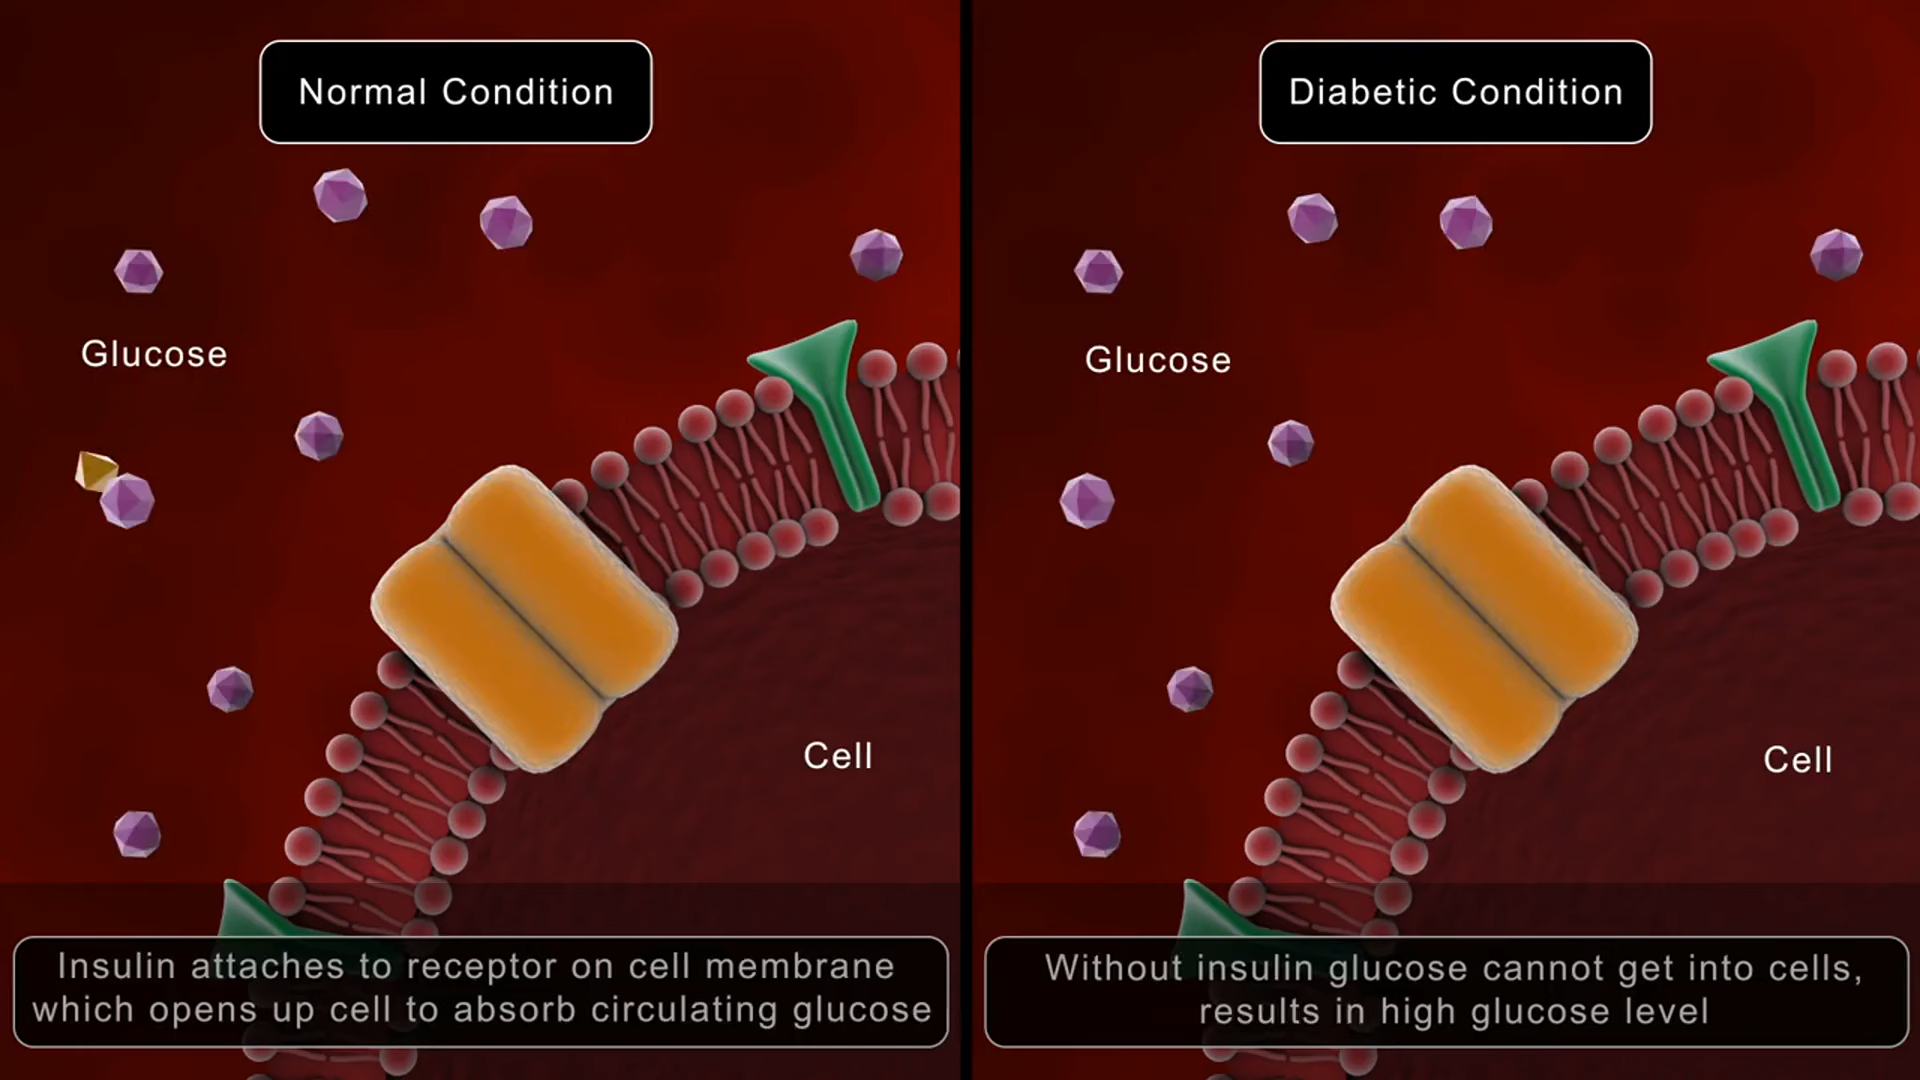 Normal Condition
Glucose
Cell
Insulin attaches to receptor on cell membrane
which opens up cell to absorb circulating glucose
Diabetic Condition
Glucose
Cell
Without insulin glucose cannot get into cells,
results in high glucose level